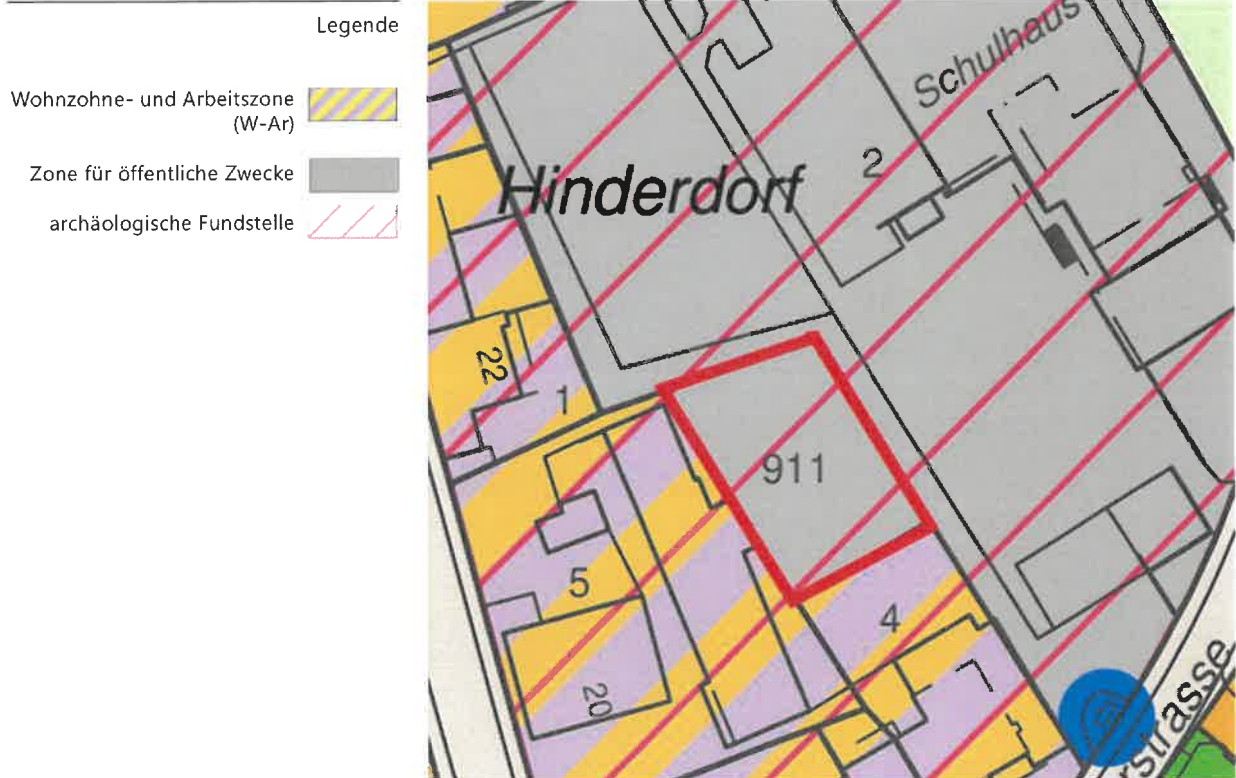 Legende
Wohnzohne- und Arbeitszone
(W-Ar)
Zone für öffentliche Zwecke
archäologische Fundstelle
Schulhaus
2
Hinderdorf
22
1
911
5
4
20
strasse